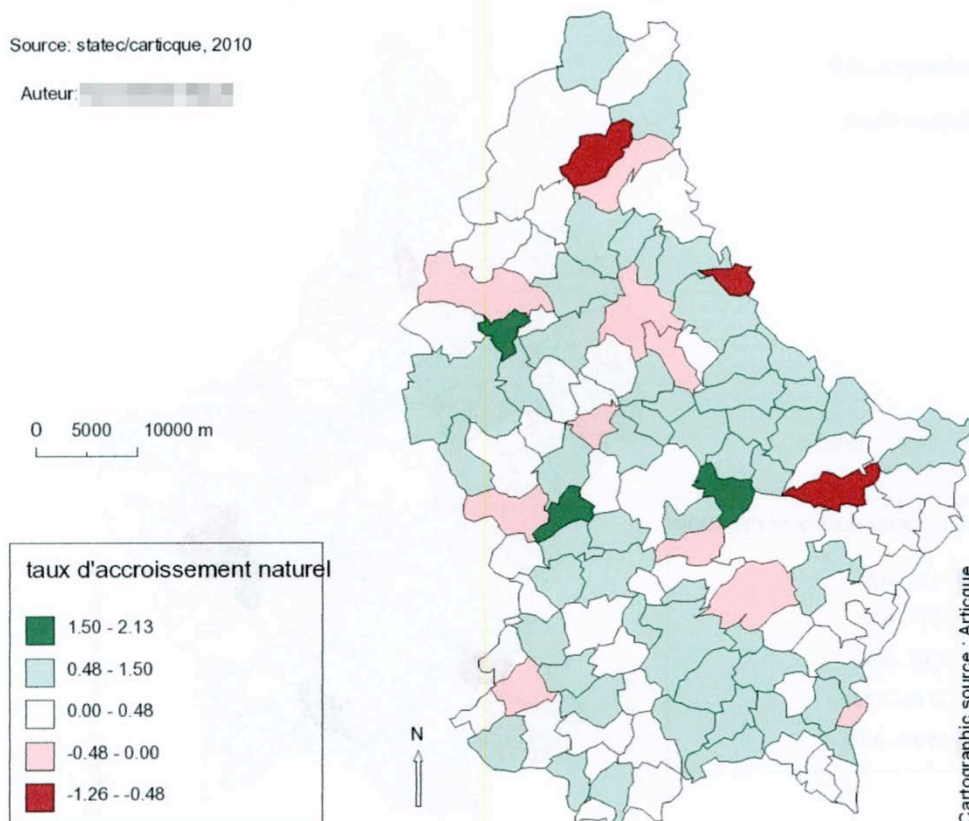 Source: statec/carticque, 2010
Auteur:
0 5000 10000 m
taux d'accroissement naturel
1.50 - 2.13
0.48 - 1.50
0.00 - 0.48
-0.48 - 0.00
-1.26 - -0.48
N
Cartographic source : Articque